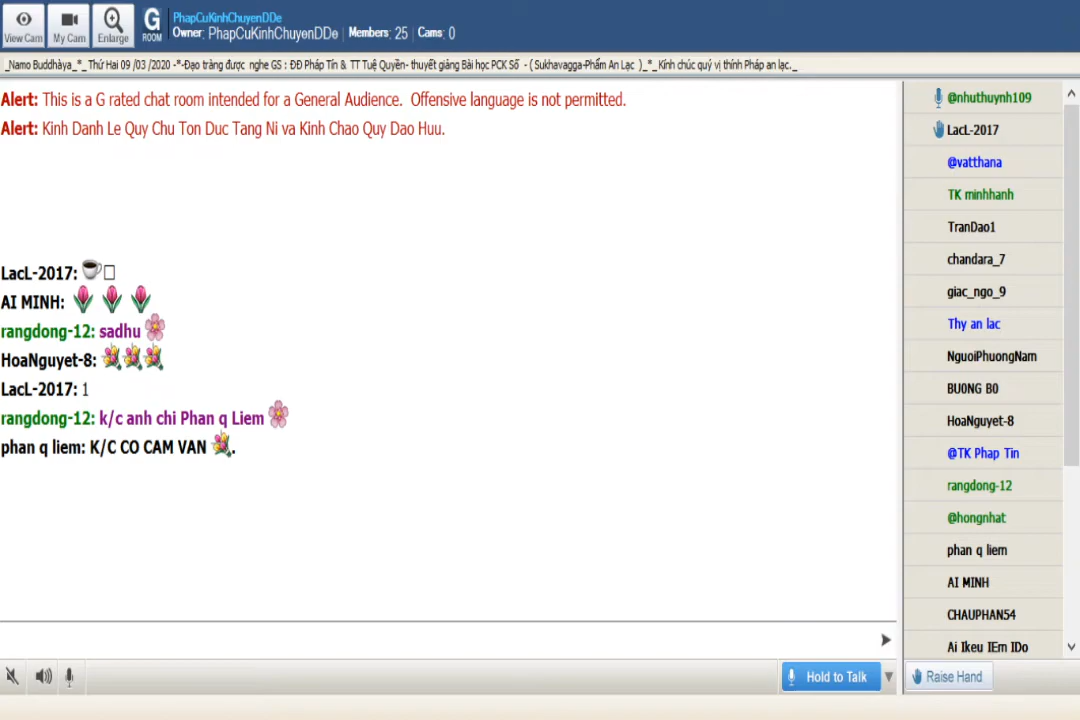 View Cam
My Cam
Enlarge
G
ROOM
PhapCuKinhChuyenDDe
Owner: PhapCuKinhChuyenDDe | Members: 25 | Cams: 0
_Namo Buddhàya_*_ Thứ Hai 09 /03 /2020 -*-Đạo tràng được nghe GS : ĐĐ Pháp Tín & TT Tuệ Quyền- thuyết giảng Bài học PCK Số - ( Sukhavagga-Phẩm An Lạc )_*_ Kính chúc quý vị thính Pháp an lạc._
Alert: This is a G rated chat room intended for a General Audience. Offensive language is not permitted.
Alert: Kinh Danh Le Quy Chu Ton Duc Tang Ni va Kinh Chao Quy Dao Huu.
LacL-2017:
AI MINH:
rangdong-12: sadhu
HoaNguyet-8:
LacL-2017: 1
rangdong-12: k/c anh chi Phan q Liem
phan q liem: K/C CO CAM VAN .
@nhuthuynh109
LacL-2017
@vatthana
TK minhhanh
TranDao1
chandara_7
giac_ngo_9
Thy an lac
NguoiPhuongNam
BU0NG B0
HoaNguyet-8
@TK Phap Tin
rangdong-12
@hongnhat
phan q liem
AI MINH
CHAUPHAN54
Ai Ikeu IEm IDo
Hold to Talk
Raise Hand